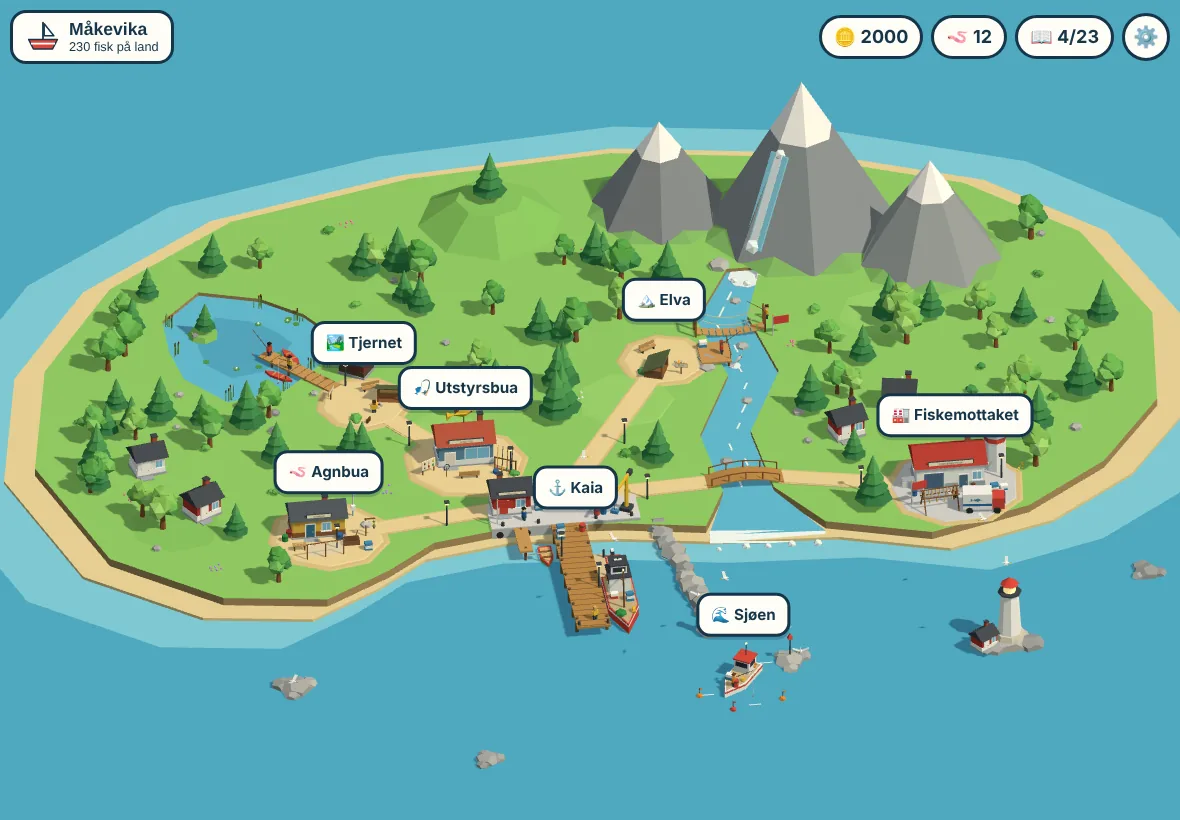 Måkevika
230 fisk på land
2000
12
4/23
Elva
Tjernet
Utstyrsbua
Fiskemottaket
Agnbua
Kaia
Sjøen